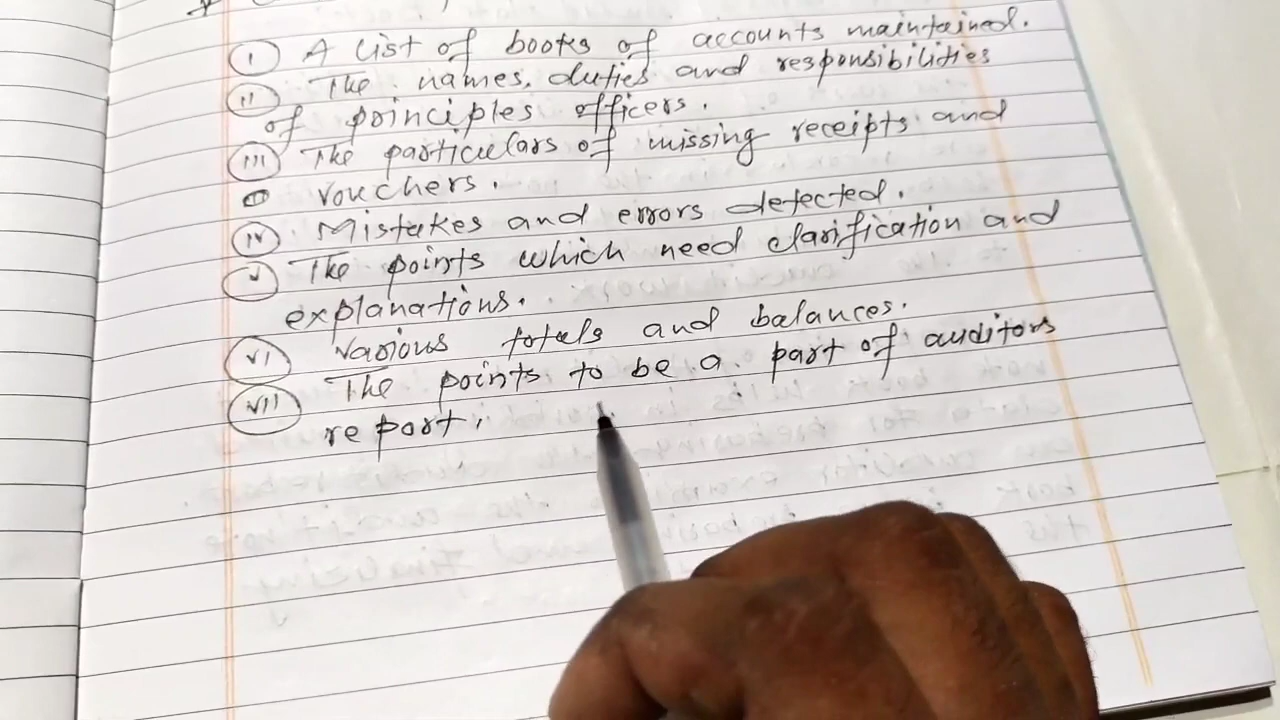 (i) A list of books of accounts maintained.
(ii) The names, duties and responsibilities
of principles officers.
(iii) The particulars of missing receipts and
vouchers.
(iv) Mistakes and errors detected.
(v) The points which need clarification and
explanations.
(vi) Various totals and balances.
(vii) The points to be a part of auditors
report.